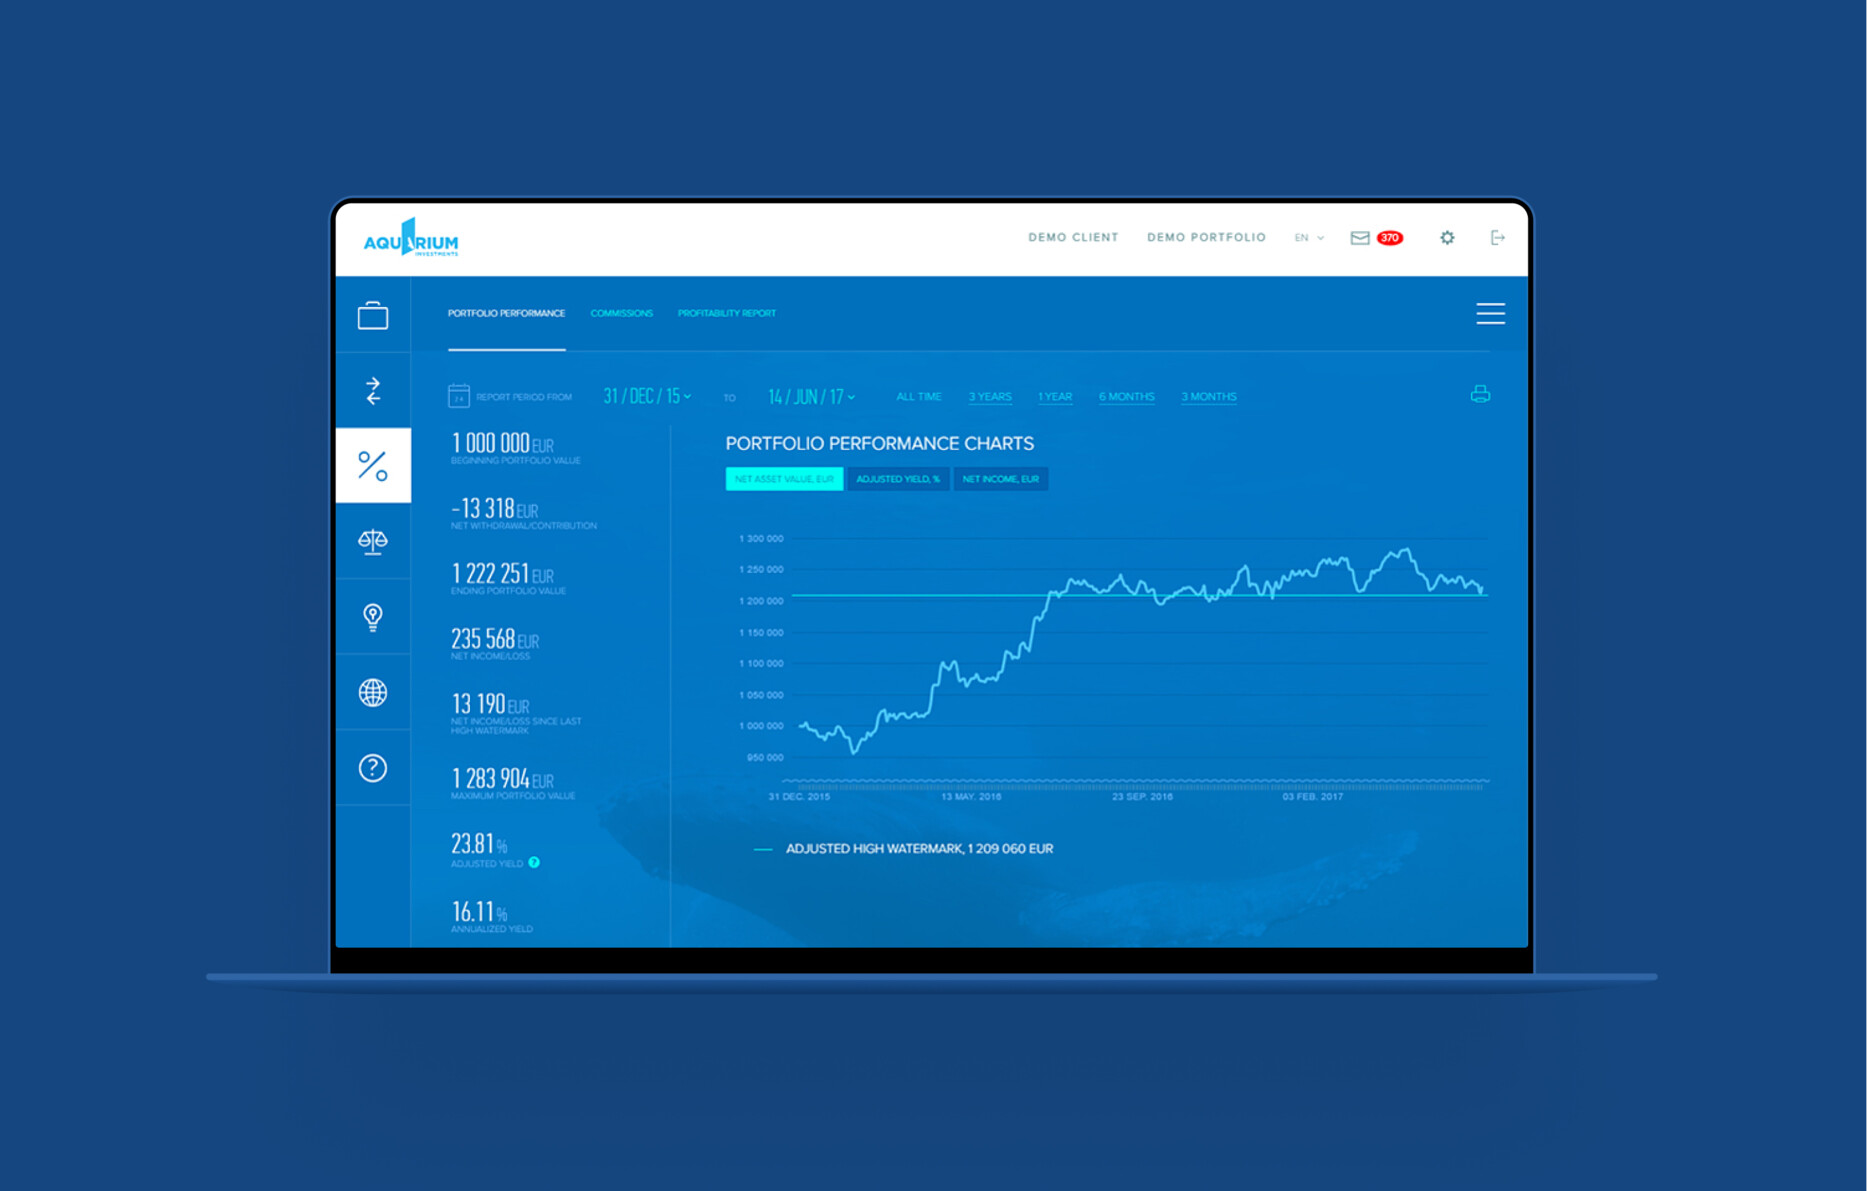 AQUARIUM
INVESTMENTS
DEMO CLIENT
DEMO PORTFOLIO
EN
370
PORTFOLIO PERFORMANCE
COMMISSIONS
PROFITABILITY REPORT
24
REPORT PERIOD FROM
31 / DEC / 15
TO
14 / JUN / 17
ALL TIME
3 YEARS
1 YEAR
6 MONTHS
3 MONTHS
1 000 000 EUR
BEGINNING PORTFOLIO VALUE
-13 318 EUR
NET WITHDRAWAL/CONTRIBUTION
1 222 251 EUR
ENDING PORTFOLIO VALUE
235 568 EUR
NET INCOME/LOSS
13 190 EUR
NET INCOME/LOSS SINCE LAST
HIGH WATERMARK
1 283 904 EUR
MAXIMUM PORTFOLIO VALUE
23.81 %
ADJUSTED YIELD ?
16.11 %
ANNUALIZED YIELD
PORTFOLIO PERFORMANCE CHARTS
NET ASSET VALUE, EUR
ADJUSTED YIELD, %
NET INCOME, EUR
1 300 000
1 250 000
1 200 000
1 150 000
1 100 000
1 050 000
1 000 000
950 000
31 DEC. 2015
13 MAY. 2016
23 SEP. 2016
03 FEB. 2017
ADJUSTED HIGH WATERMARK, 1 209 060 EUR